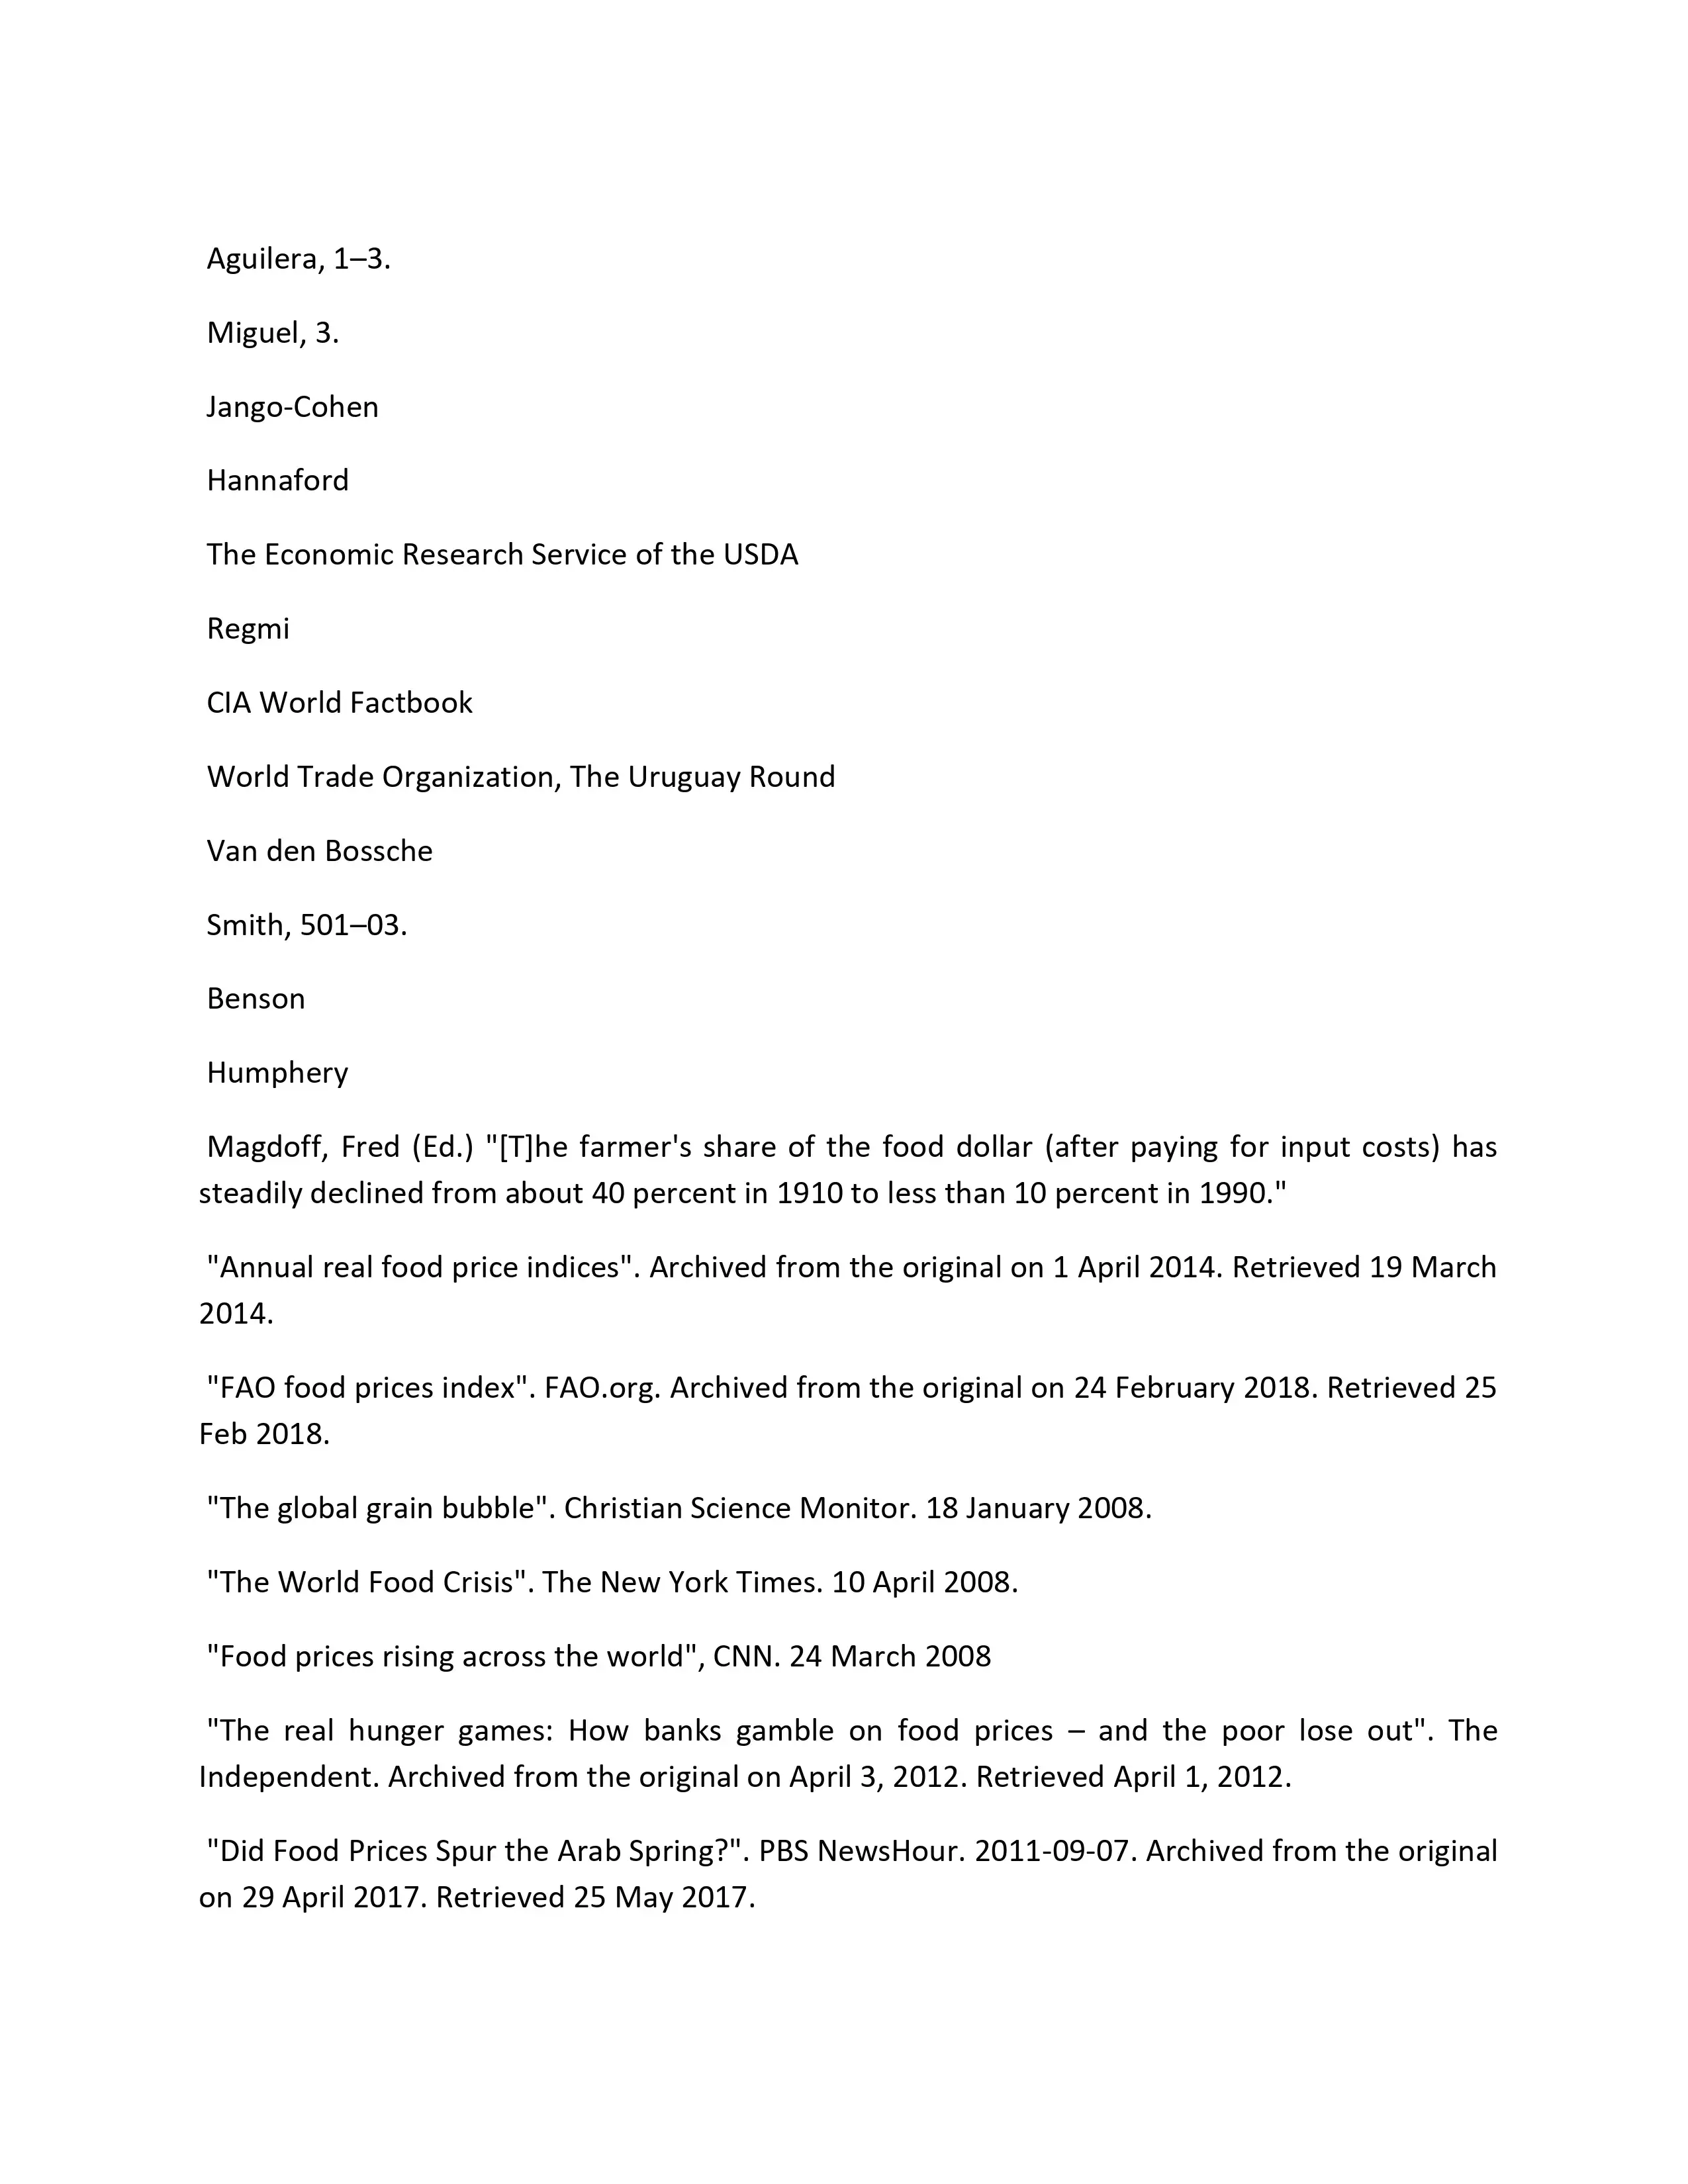 Aguilera, 1–3.
Miguel, 3.
Jango-Cohen
Hannaford
The Economic Research Service of the USDA
Regmi
CIA World Factbook
World Trade Organization, The Uruguay Round
Van den Bossche
Smith, 501–03.
Benson
Humphery
Magdoff, Fred (Ed.) "[T]he farmer's share of the food dollar (after paying for input costs) has
steadily declined from about 40 percent in 1910 to less than 10 percent in 1990."
"Annual real food price indices". Archived from the original on 1 April 2014. Retrieved 19 March
2014.
"FAO food prices index". FAO.org. Archived from the original on 24 February 2018. Retrieved 25
Feb 2018.
"The global grain bubble". Christian Science Monitor. 18 January 2008.
"The World Food Crisis". The New York Times. 10 April 2008.
"Food prices rising across the world", CNN. 24 March 2008
"The real hunger games: How banks gamble on food prices – and the poor lose out". The
Independent. Archived from the original on April 3, 2012. Retrieved April 1, 2012.
"Did Food Prices Spur the Arab Spring?". PBS NewsHour. 2011-09-07. Archived from the original
on 29 April 2017. Retrieved 25 May 2017.